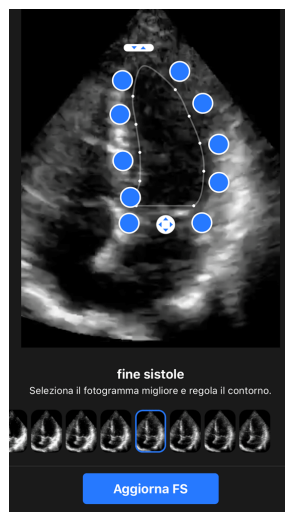 fine sistole
Seleziona il fotogramma migliore e regola il contorno.
Aggiorna FS